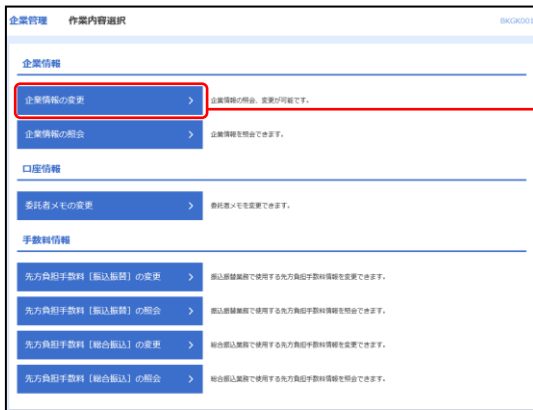 企業管理 作業内容選択 BKGK001
企業情報
企業情報の変更 > 企業情報の照会、変更が可能です。
企業情報の照会 > 企業情報を照会できます。
口座情報
委託者メモの変更 > 委託者メモを変更できます。
手数料情報
先方負担手数料［振込振替］の変更 > 振込振替業務で使用する先方負担手数料情報を変更できます。
先方負担手数料［振込振替］の照会 > 振込振替業務で使用する先方負担手数料情報を照会できます。
先方負担手数料［総合振込］の変更 > 総合振込業務で使用する先方負担手数料情報を変更できます。
先方負担手数料［総合振込］の照会 > 総合振込業務で使用する先方負担手数料情報を照会できます。